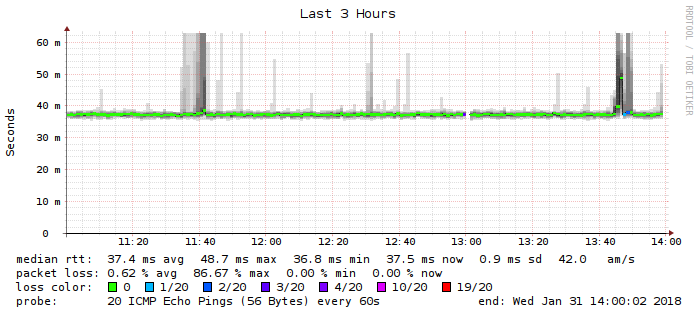 Last 3 Hours
RRDTOOL / TOBI OETIKER
Seconds
60 m
50 m
40 m
30 m
20 m
10 m
0
11:20 11:40 12:00 12:20 12:40 13:00 13:20 13:40 14:00
median rtt: 37.4 ms avg 48.7 ms max 36.8 ms min 37.5 ms now 0.9 ms sd 42.0 am/s
packet loss: 0.62 % avg 86.67 % max 0.00 % min 0.00 % now
loss color: 0 1/20 2/20 3/20 4/20 10/20 19/20
probe: 20 ICMP Echo Pings (56 Bytes) every 60s end: Wed Jan 31 14:00:02 2018